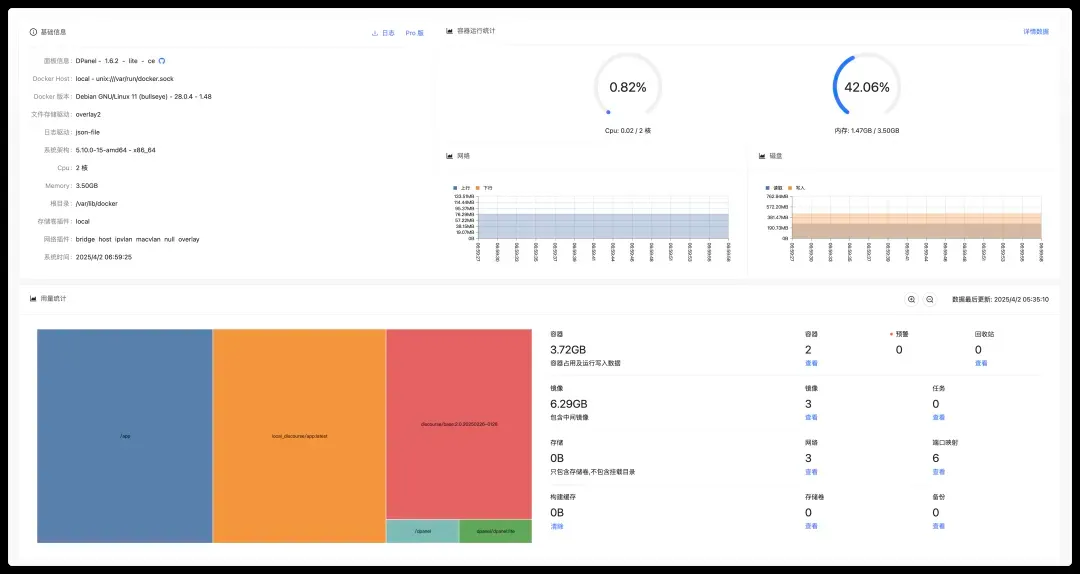 基础信息
日志 Pro 版
面板信息: DPanel - 1.6.2 - lite - ce
Docker Host: local - unix:///var/run/docker.sock
Docker 版本: Debian GNU/Linux 11 (bullseye) - 28.0.4 - 1.48
文件存储驱动: overlay2
日志驱动: json-file
系统架构: 5.10.0-15-amd64 - x86_64
Cpu: 2 核
Memory: 3.50GB
根目录: /var/lib/docker
存储卷插件: local
网络插件: bridge host ipvlan macvlan null overlay
系统时间: 2025/4/2 06:59:25
容器运行统计
详情数据
0.82%
Cpu: 0.02 / 2 核
42.06%
内存: 1.47GB / 3.50GB
网络
上行 下行
133.51MB
114.44MB
95.37MB
76.29MB
57.22MB
38.15MB
19.07MB
0B
磁盘
读取 写入
762.94MB
572.20MB
381.47MB
190.73MB
0B
用量统计
数据最后更新: 2025/4/2 05:35:10
/app
local_discourse/app:latest
/dpanel
dpanel/dpanel:lite
容器
3.72GB
容器占用及运行写入数据
容器
2
查看
预警
0
回收站
0
查看
镜像
6.29GB
包含中间镜像
镜像
3
查看
任务
0
查看
存储
0B
只包含存储卷,不包含挂载目录
网络
3
查看
端口映射
6
查看
构建缓存
0B
清除
存储卷
0
查看
备份
0
查看